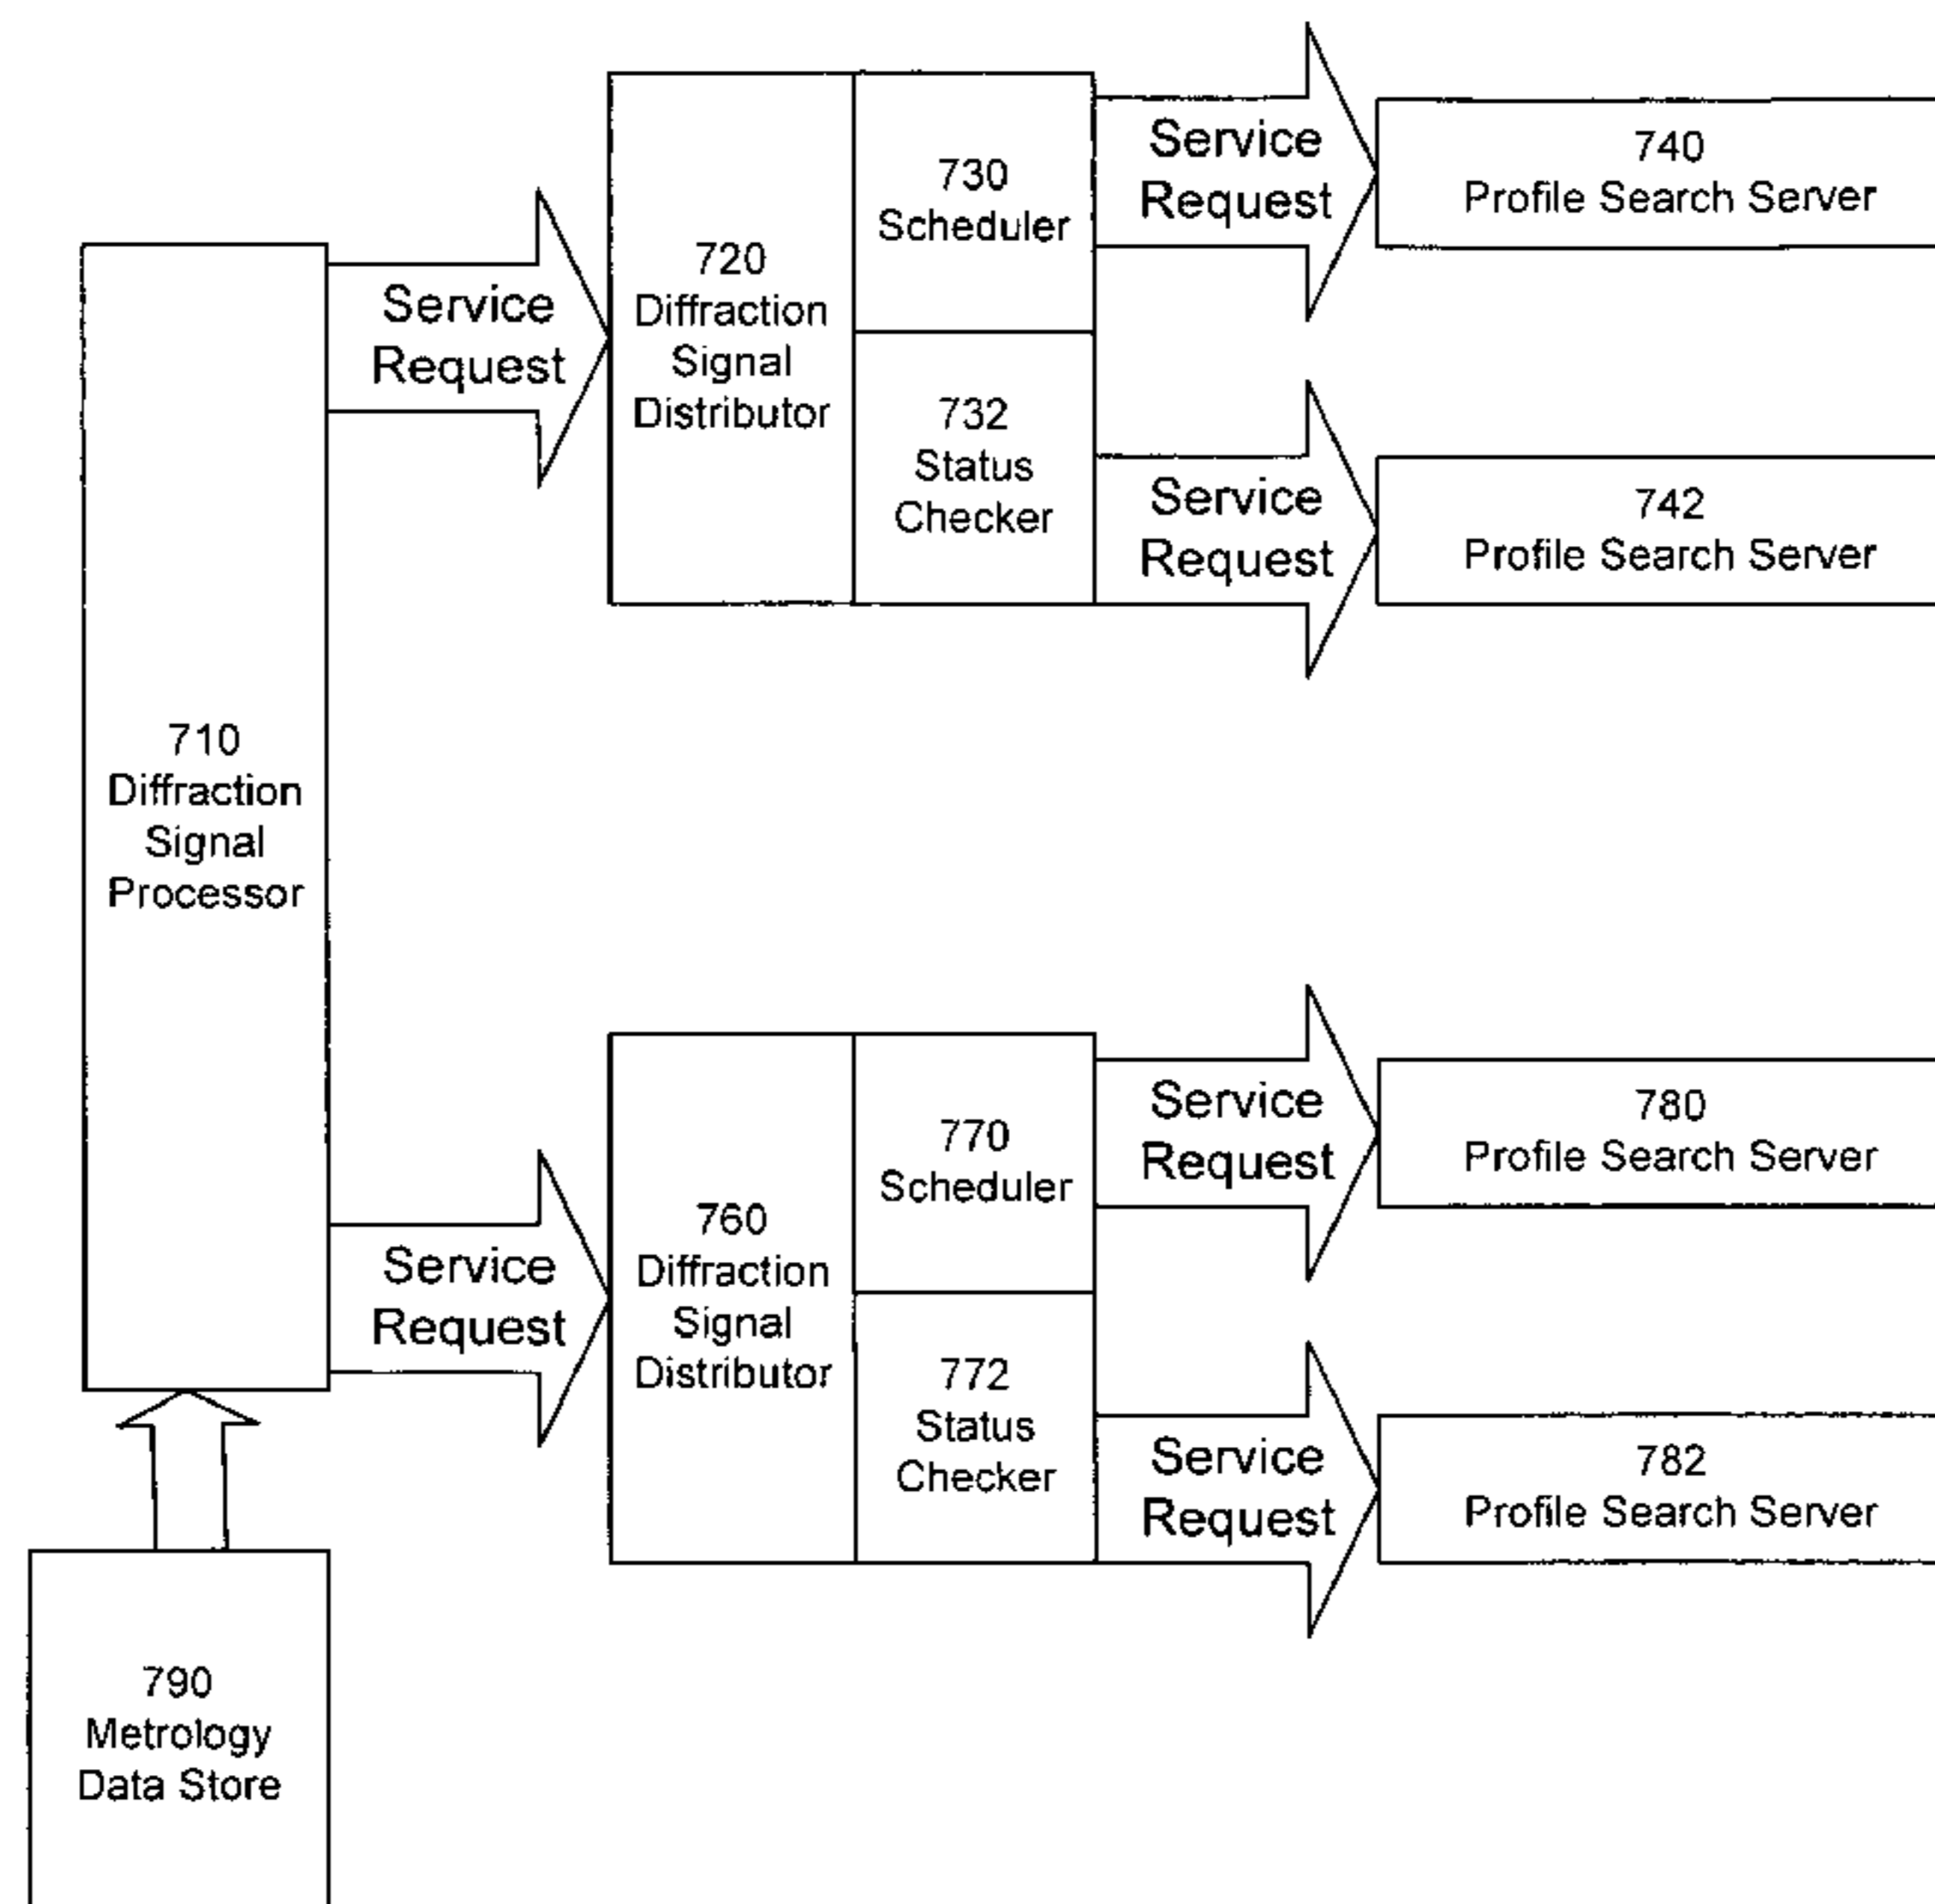 710
Diffraction
Signal
Processor
Service
Request
720
Diffraction
Signal
Distributor
730
Scheduler
732
Status
Checker
Service
Request
740
Profile Search Server
Service
Request
742
Profile Search Server
Service
Request
760
Diffraction
Signal
Distributor
770
Scheduler
772
Status
Checker
Service
Request
780
Profile Search Server
Service
Request
782
Profile Search Server
790
Metrology
Data Store